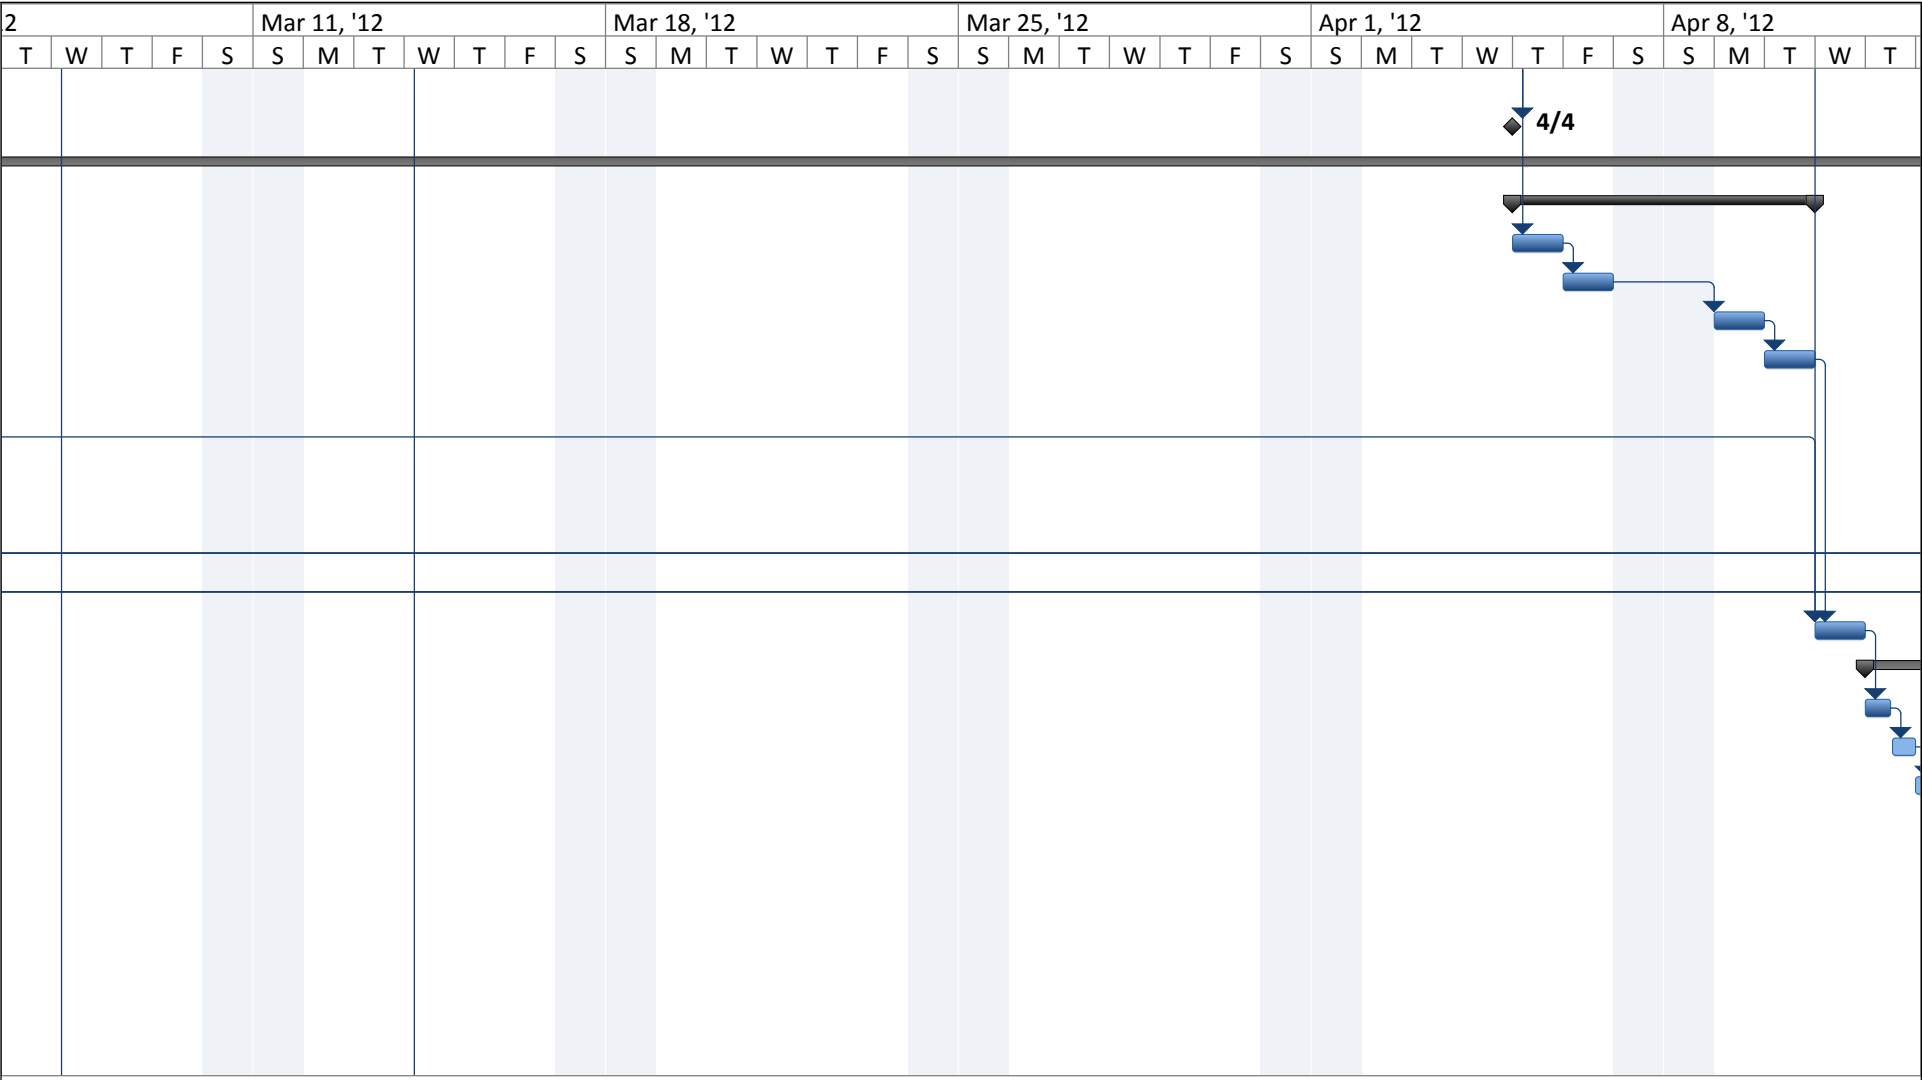 2 Mar 11, '12 Mar 18, '12 Mar 25, '12 Apr 1, '12 Apr 8, '12
T W T F S S M T W T F S S M T W T F S S M T W T F S S M T W T F S S M T W T
4/4